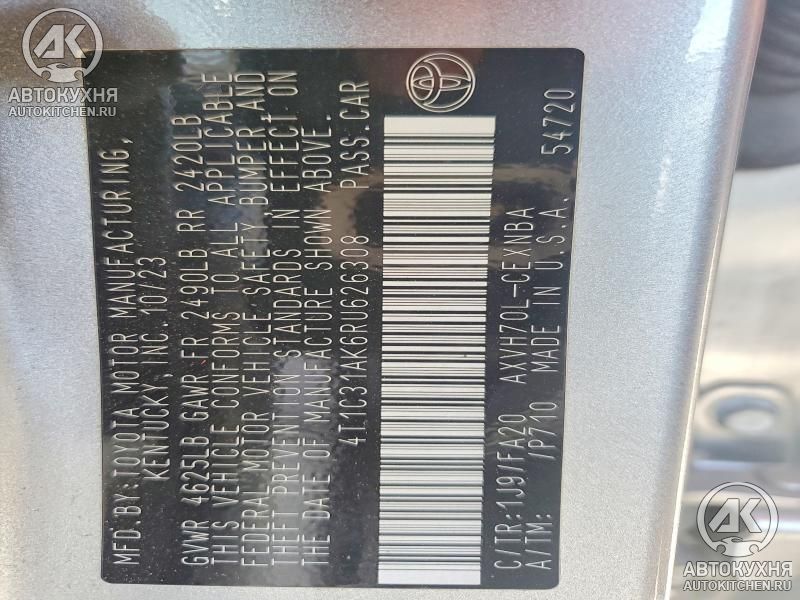 MFD.BY:TOYOTA MOTOR MANUFACTURING,
KENTUCKY, INC. 10/23
GVWR 4625LB GAWR FR 2490LB RR 2420LB
THIS VEHICLE CONFORMS TO ALL APPLICABLE
FEDERAL MOTOR VEHICLE SAFETY, BUMPER, AND
THEFT PREVENTION STANDARDS IN EFFECT ON
THE DATE OF MANUFACTURE SHOWN ABOVE.
4T1C31AK6RU626308 PASS.CAR
C/TR:1J9/FA20 AXVH70L-CEXNBA 54720
A/TM: /P710 MADE IN U.S.A.
АК
АВТОКУХНЯ
AUTOKITCHEN.RU
АК
АВТОКУХНЯ
AUTOKITCHEN.RU